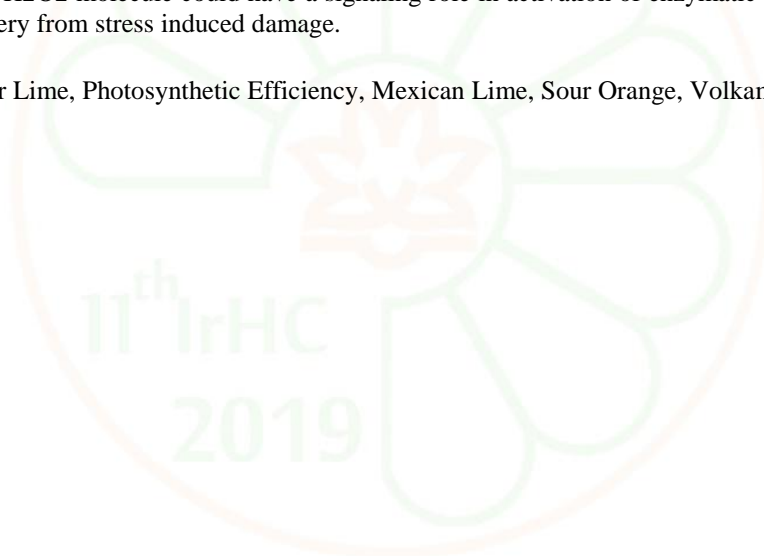 molecule could have a signaling role in activation of enzymatic
ery from stress induced damage.
r Lime, Photosynthetic Efficiency, Mexican Lime, Sour Orange, Volkan
11th IrHC
2019